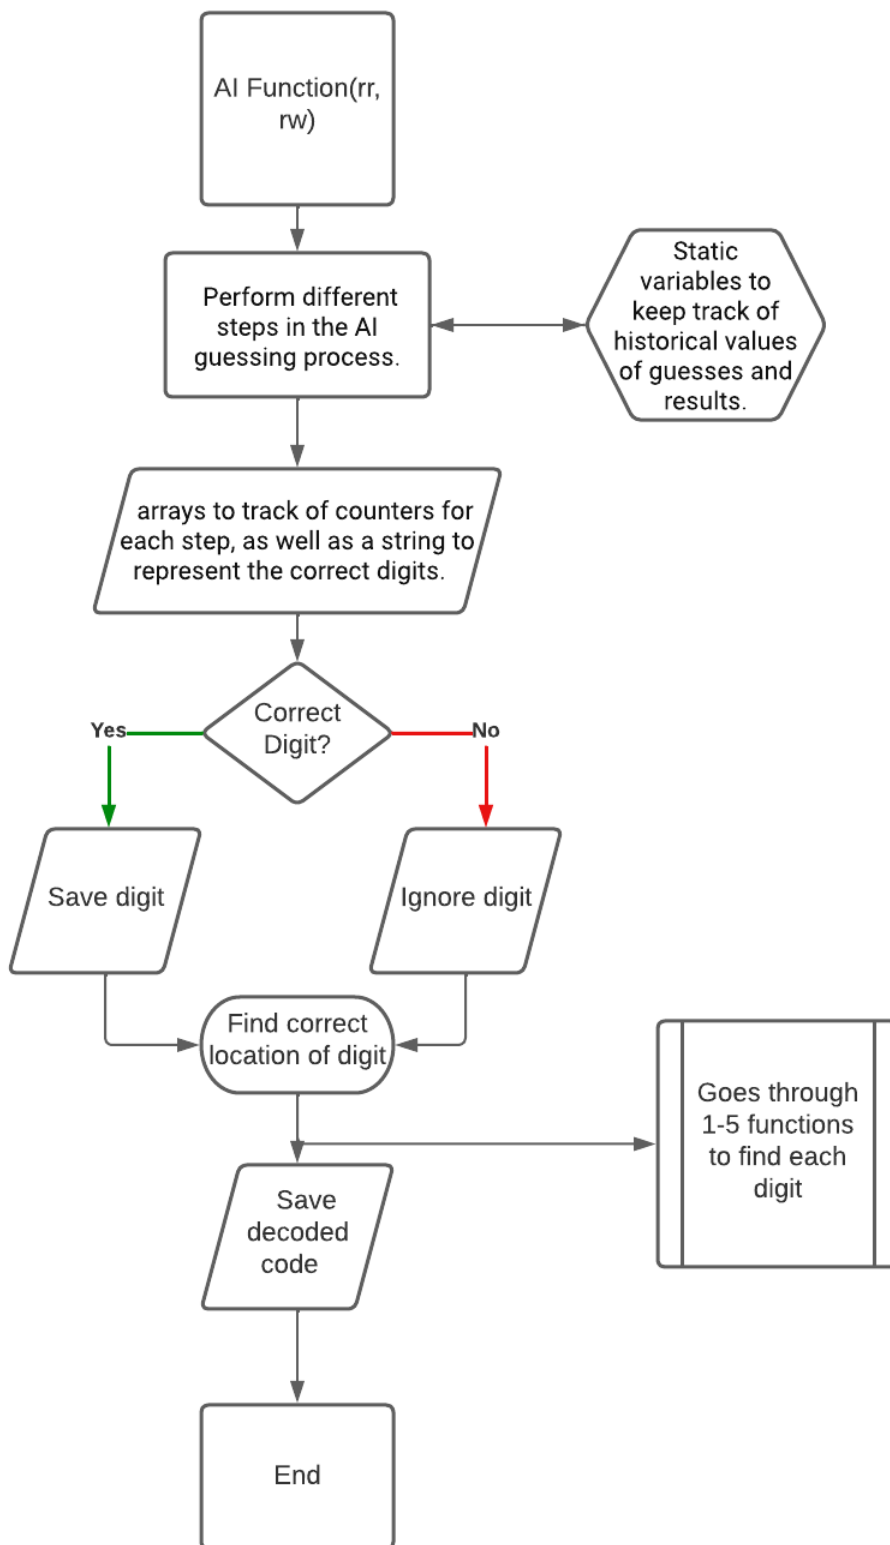 AI Function(rr,
rw)
Perform different
steps in the AI
guessing process.
Static
variables to
keep track of
historical values
of guesses and
results.
arrays to track of counters for
each step, as well as a string to
represent the correct digits.
Correct
Digit?
Yes
No
Save digit
Ignore digit
Find correct
location of digit
Goes through
1-5 functions
to find each
digit
Save
decoded
code
End